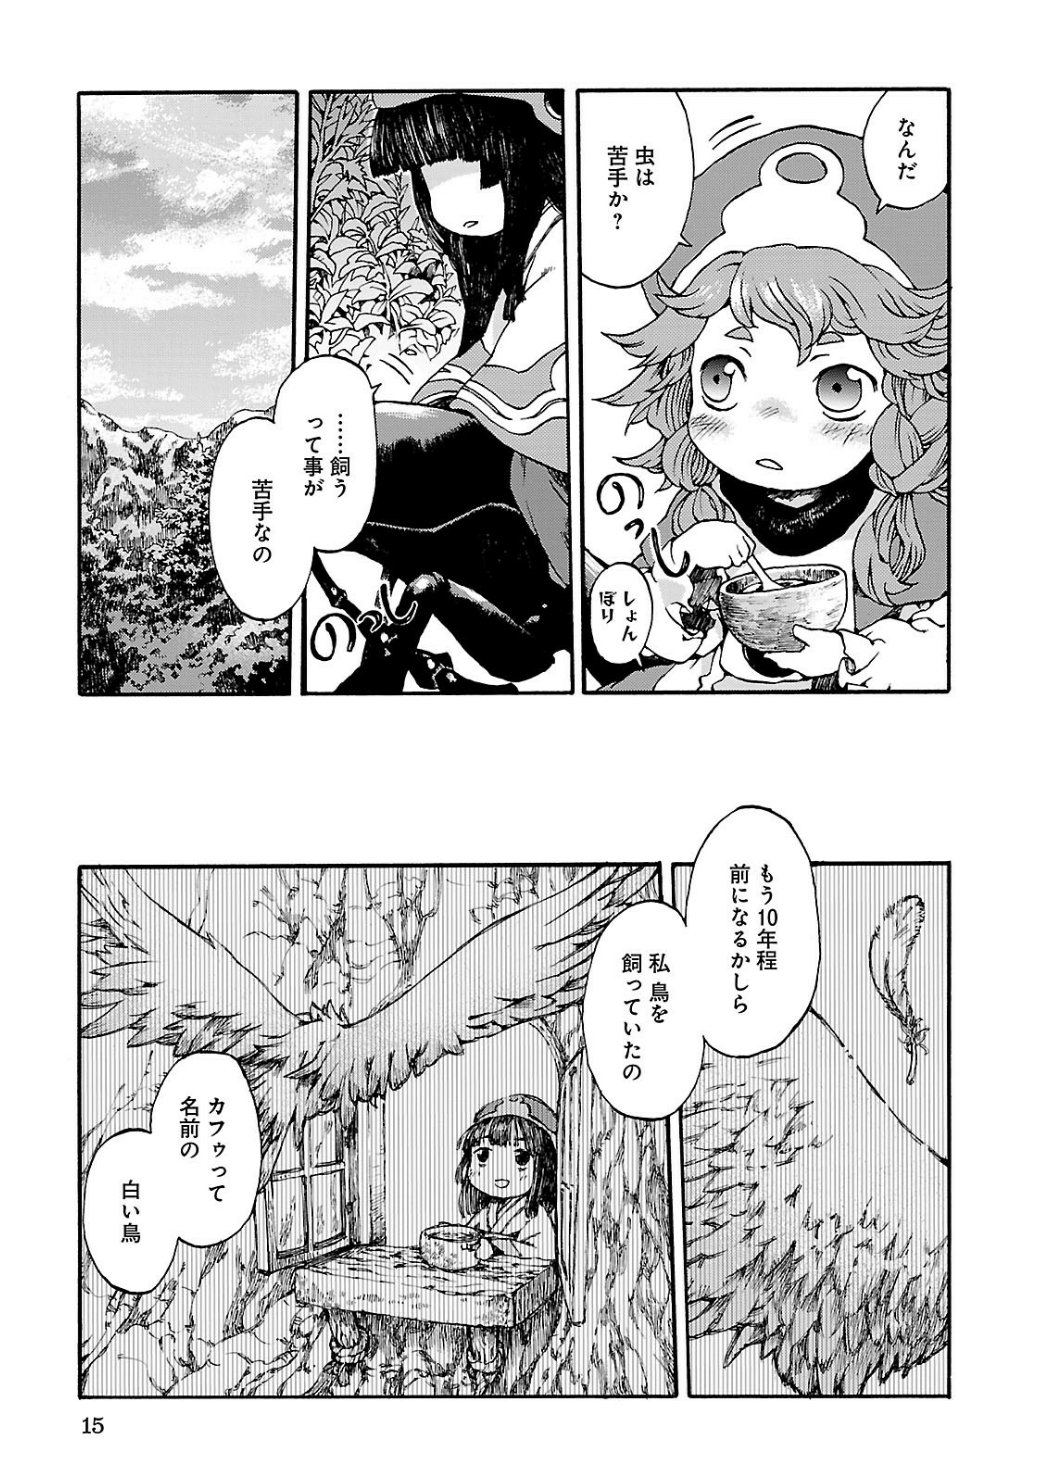 なんだ
虫は
苦手か?
のっし
しょん
ぼり
……飼う
って事が
苦手なの
のっし
もう10年程
前になるかしら
私 鳥を
飼っていたの
カフゥって
名前の
白い鳥
15